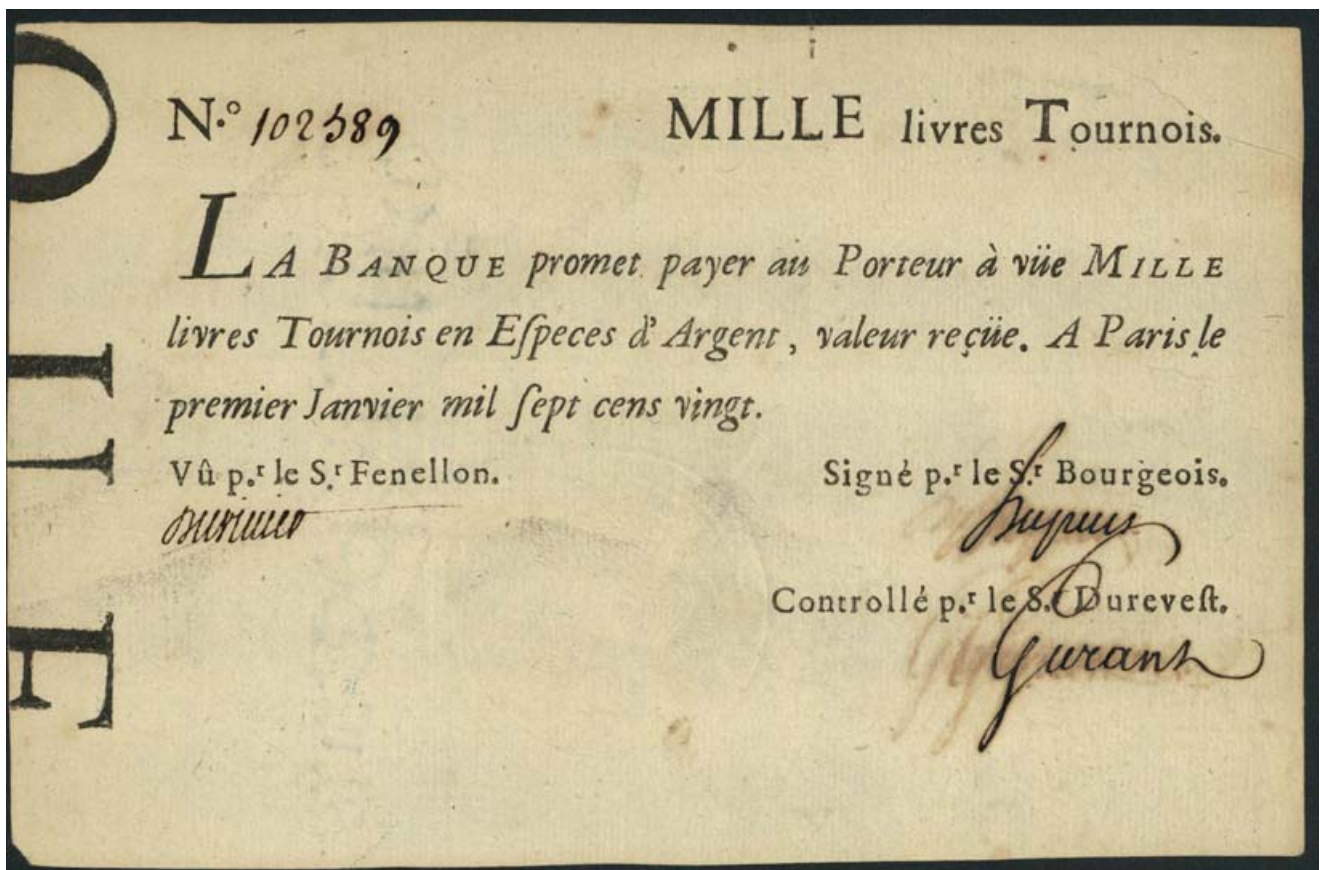 N.º 102589 MILLE livres Tournois.
LA BANQUE promet payer au Porteur à vüe MILLE
livres Tournois en Eſpeces d'Argent, valeur reçüe. A Paris le
premier Janvier mil ſept cens vingt.
Vû p.r le S.r Fenellon. Signé p.r le S.r Bourgeois.
Controllé p.r le S.r Dureveſt.
Gurant